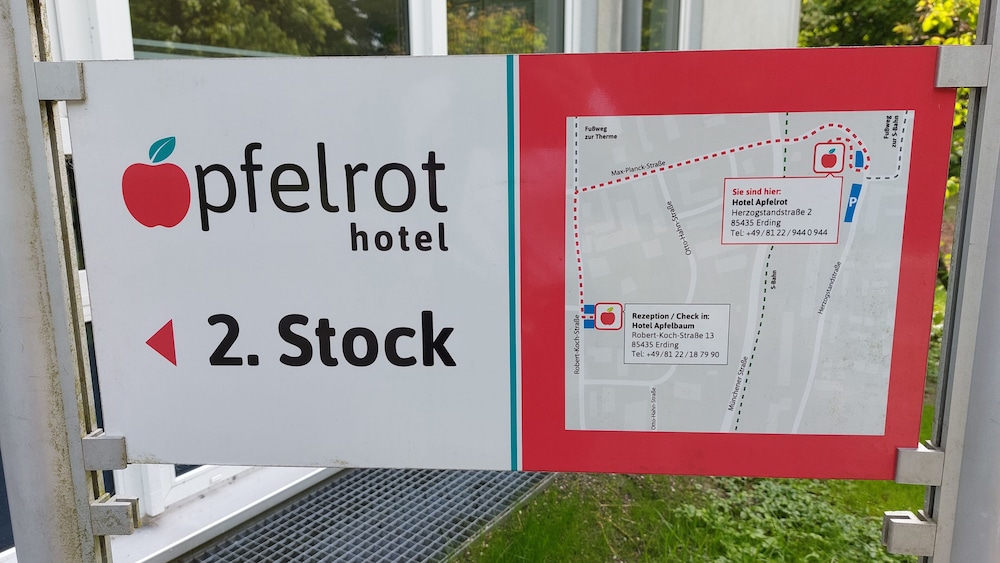 apfelrot
hotel
2. Stock
Fußweg
zur Therme
Fußweg
zur S-Bahn
Max-Planck-Straße
P
Sie sind hier:
Hotel Apfelrot
Herzogstandstraße 2
85435 Erding
Tel: +49/81 22/944 0 944
Otto-Hahn-Straße
S-Bahn
Herzogstandstraße
Rezeption / Check in:
Hotel Apfelbaum
Robert-Koch-Straße 13
85435 Erding
Tel: +49/81 22/18 79 90
Robert-Koch-Straße
Münchener Straße
Otto-Hahn-Straße